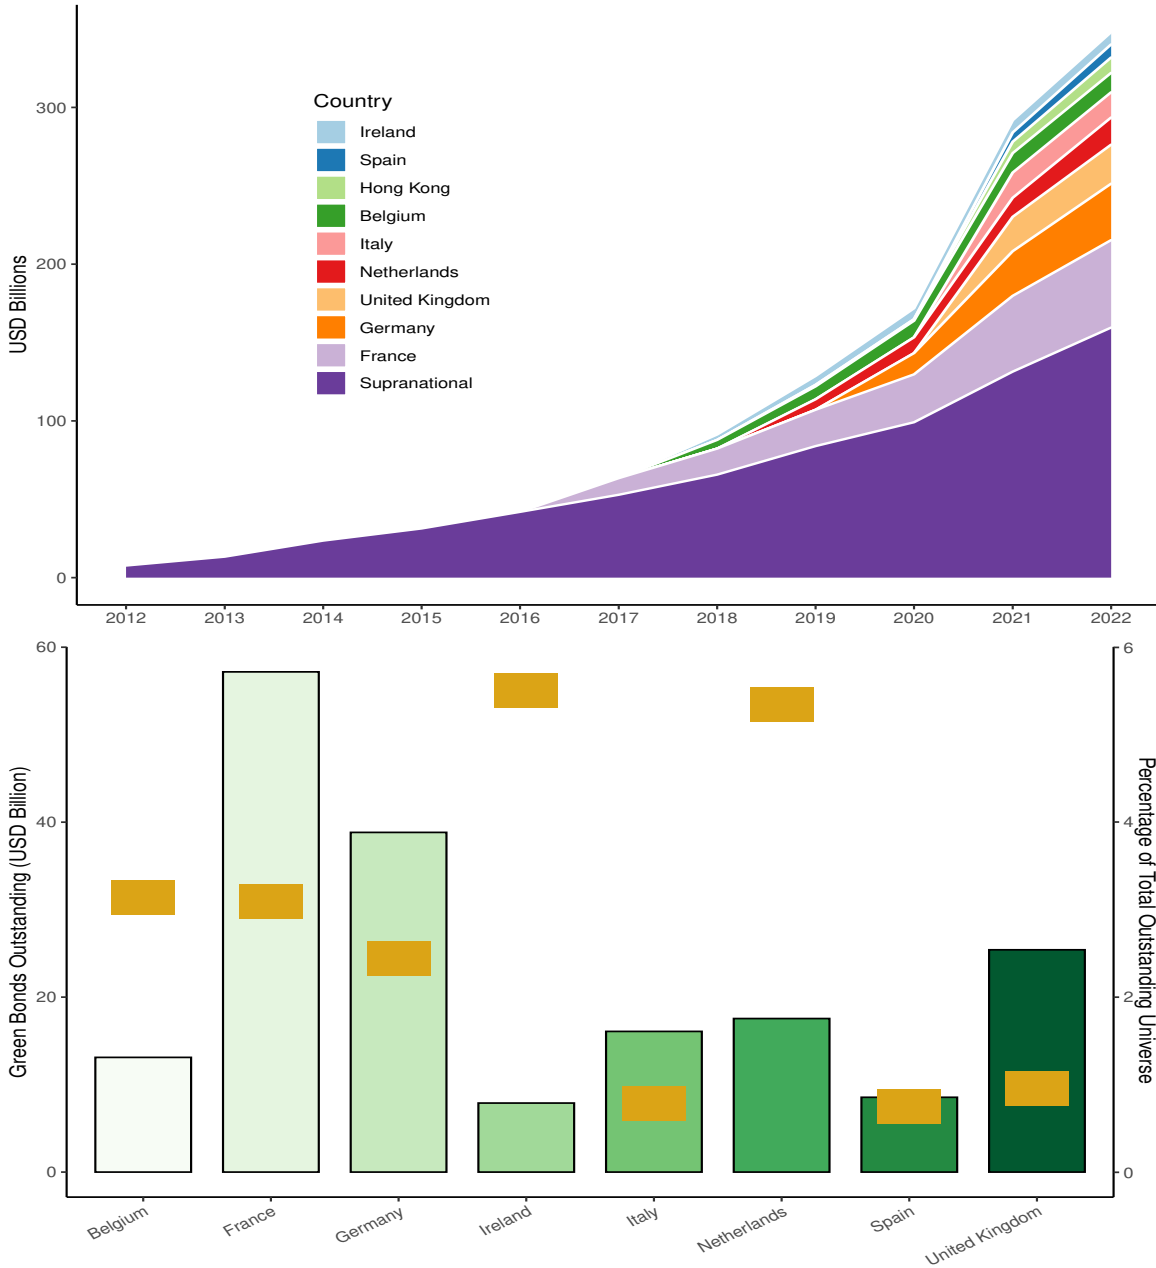 USD Billions
300
200
100
0
Country
Ireland
Spain
Hong Kong
Belgium
Italy
Netherlands
United Kingdom
Germany
France
Supranational
2012 2013 2014 2015 2016 2017 2018 2019 2020 2021 2022
Green Bonds Outstanding (USD Billion)
60
40
20
0
6
4
2
0
Percentage of Total Outstanding Universe
Belgium France Germany Ireland Italy Netherlands Spain United Kingdom